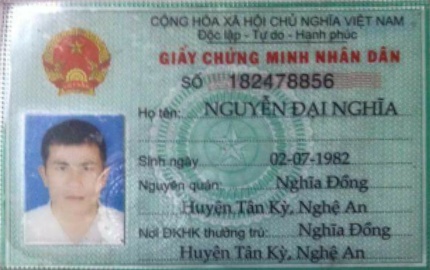 CỘNG HÒA XÃ HỘI CHỦ NGHĨA VIỆT NAM
Độc lập - Tự do - Hạnh phúc
GIẤY CHỨNG MINH NHÂN DÂN
SỐ 182478856
Họ tên: NGUYỄN ĐẠI NGHĨA
Sinh ngày 02-07-1982
Nguyên quán: Nghĩa Đồng
Huyện Tân Kỳ, Nghệ An
Nơi ĐKHK thường trú: Nghĩa Đồng
Huyện Tân Kỳ, Nghệ An